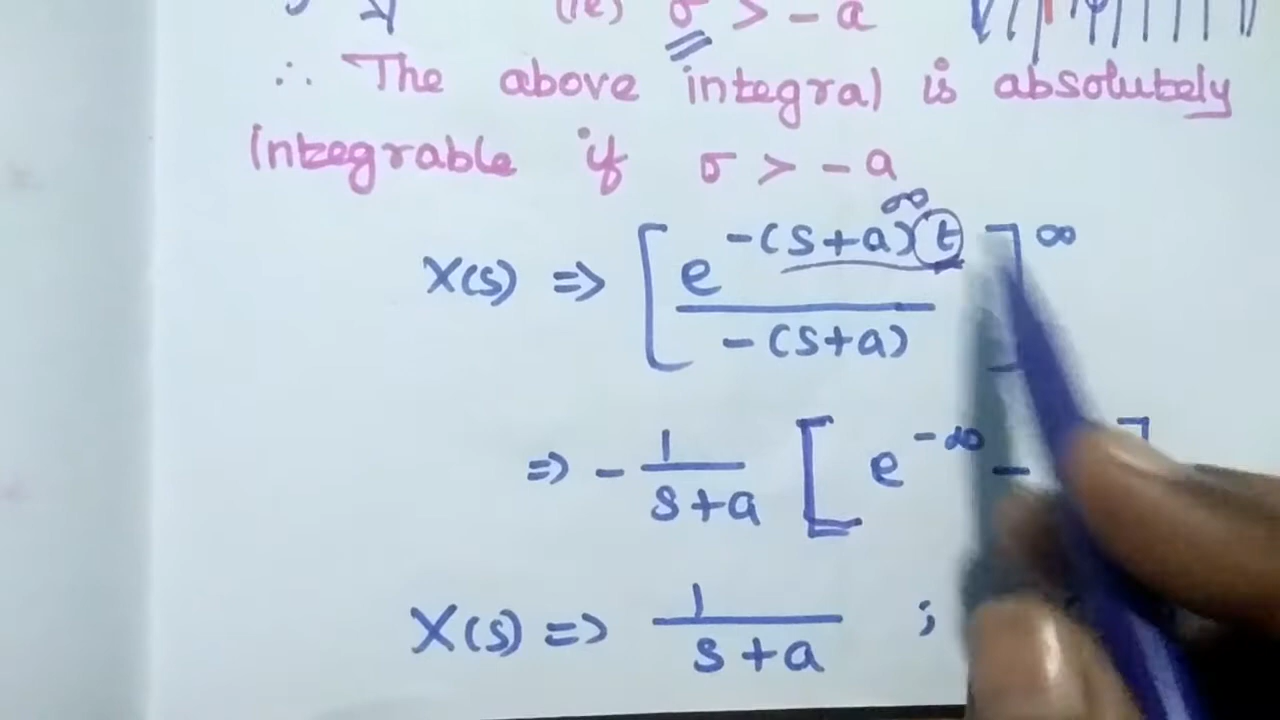 (ie) σ > - a
∴ The above integral is absolutely
integrable if σ > - a
X(s) ⇒ [ e^{-(s+a)t} / -(s+a) ] ∞
∞
⇒ - 1/(s+a) [ e^{-∞} -
X(s) ⇒ 1/(s+a) ;